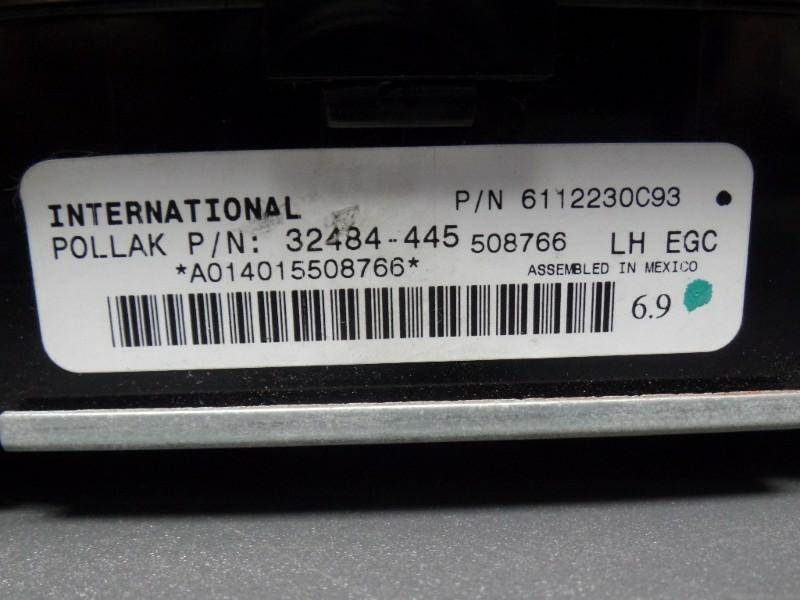 INTERNATIONAL P/N 6112230C93
POLLAK P/N: 32484-445 508766 LH EGC
*A014015508766* ASSEMBLED IN MEXICO
6.9